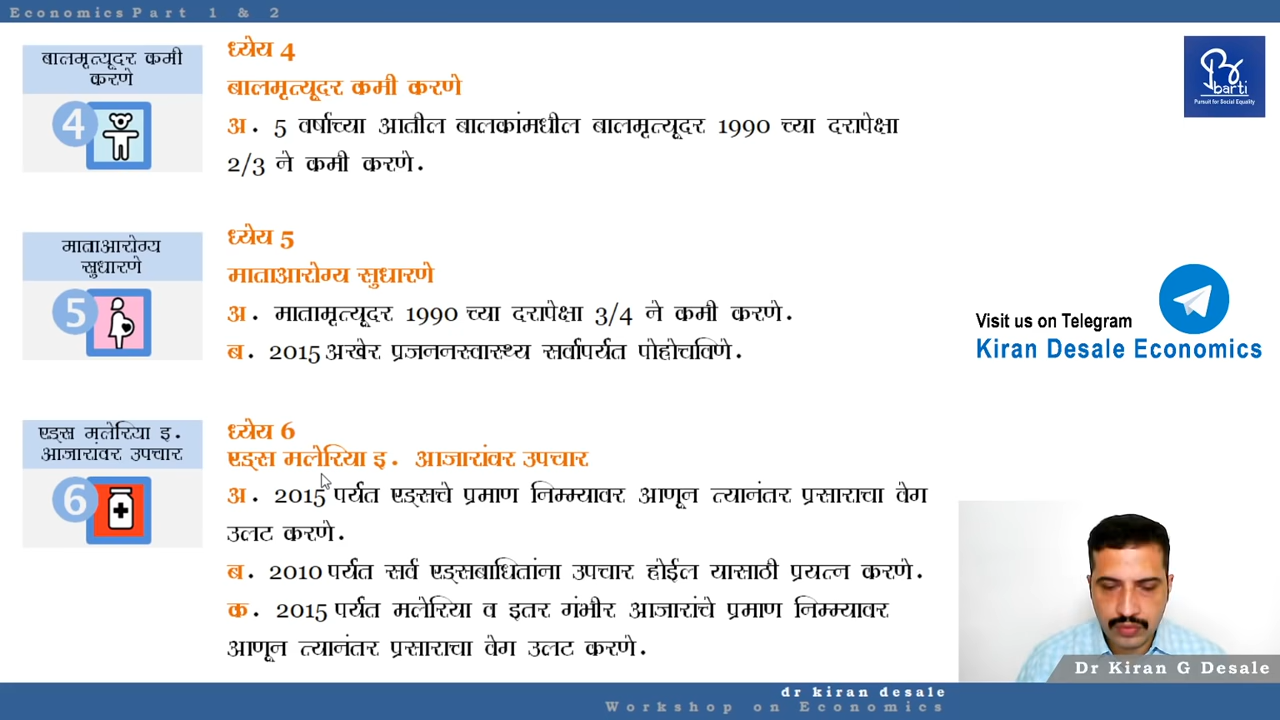 Economics Part 1 & 2
बालमृत्यूदर कमी
करणे
4
ध्येय 4
बालमृत्यूदर कमी करणे
अ. 5 वर्षाच्या आतील बालकांमधील बालमृत्यूदर 1990 च्या दरापेक्षा
2/3 ने कमी करणे.
barti
Pursuit for Social Equality
माताआरोग्य
सुधारणे
5
ध्येय 5
माताआरोग्य सुधारणे
अ. मातामृत्यूदर 1990 च्या दरापेक्षा 3/4 ने कमी करणे.
ब. 2015 अखेर प्रजननस्वास्थ्य सर्वापर्यत पोहोचविणे.
Visit us on Telegram
Kiran Desale Economics
एड्स मलेरिया इ.
आजारांवर उपचार
6
ध्येय 6
एड्स मलेरिया इ. आजारांवर उपचार
अ. 2015 पर्यत एड्सचे प्रमाण निम्म्यावर आणून त्यानंतर प्रसाराचा वेग
उलट करणे.
ब. 2010 पर्यत सर्व एड्सबाधितांना उपचार होईल यासाठी प्रयत्न करणे.
क. 2015 पर्यत मलेरिया व इतर गंभीर आजारांचे प्रमाण निम्म्यावर
आणून त्यानंतर प्रसाराचा वेग उलट करणे.
Dr Kiran G Desale
dr kiran desale
Workshop on Economics